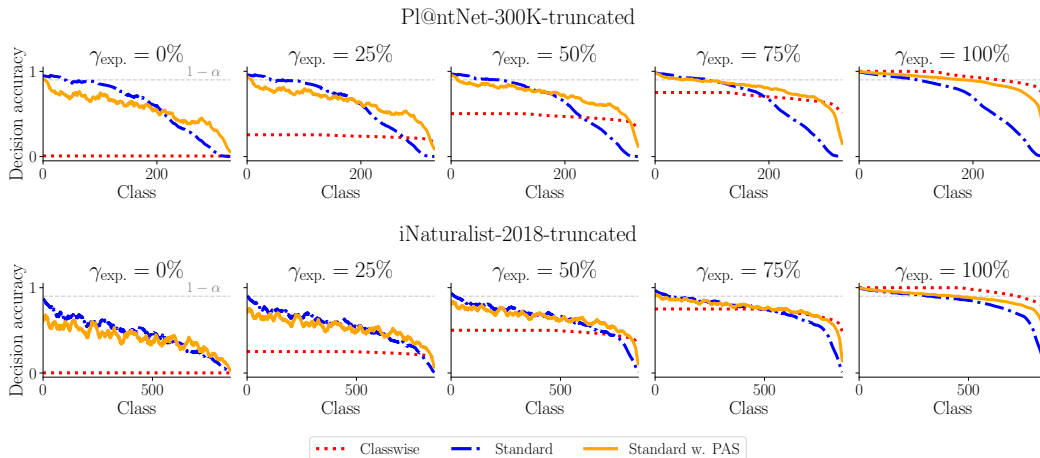 Pl@ntNet-300K-truncated
γexp. = 0% γexp. = 25% γexp. = 50% γexp. = 75% γexp. = 100%
Decision accuracy
1
0
1 − α
200 0 200 0 200 0 200 0 200
Class Class Class Class Class
iNaturalist-2018-truncated
γexp. = 0% γexp. = 25% γexp. = 50% γexp. = 75% γexp. = 100%
Decision accuracy
1
0
1 − α
0 500 0 500 0 500 0 500 0 500
Class Class Class Class Class
Classwise Standard Standard w. PAS